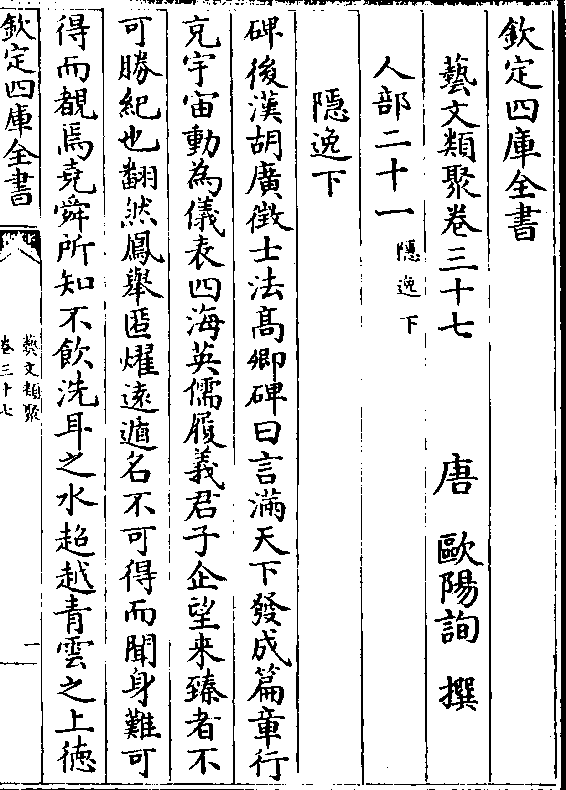 欽定四庫全書
藝文類聚卷三十七
唐 歐陽詢 撰
人部二十一 隱逸下
隱逸下
碑後漢胡廣徵士法髙卿碑曰言滿天下發成篇章行
充宇宙動為儀表四海英儒履義君子企望来臻者不
可勝紀也翻然鳳舉匿燿遠遁名不可得而聞身難可
得而覩焉堯舜所知不飲洗耳之水超越青雲之上徳
欽定四庫全書
藝文類聚
卷三十七
一